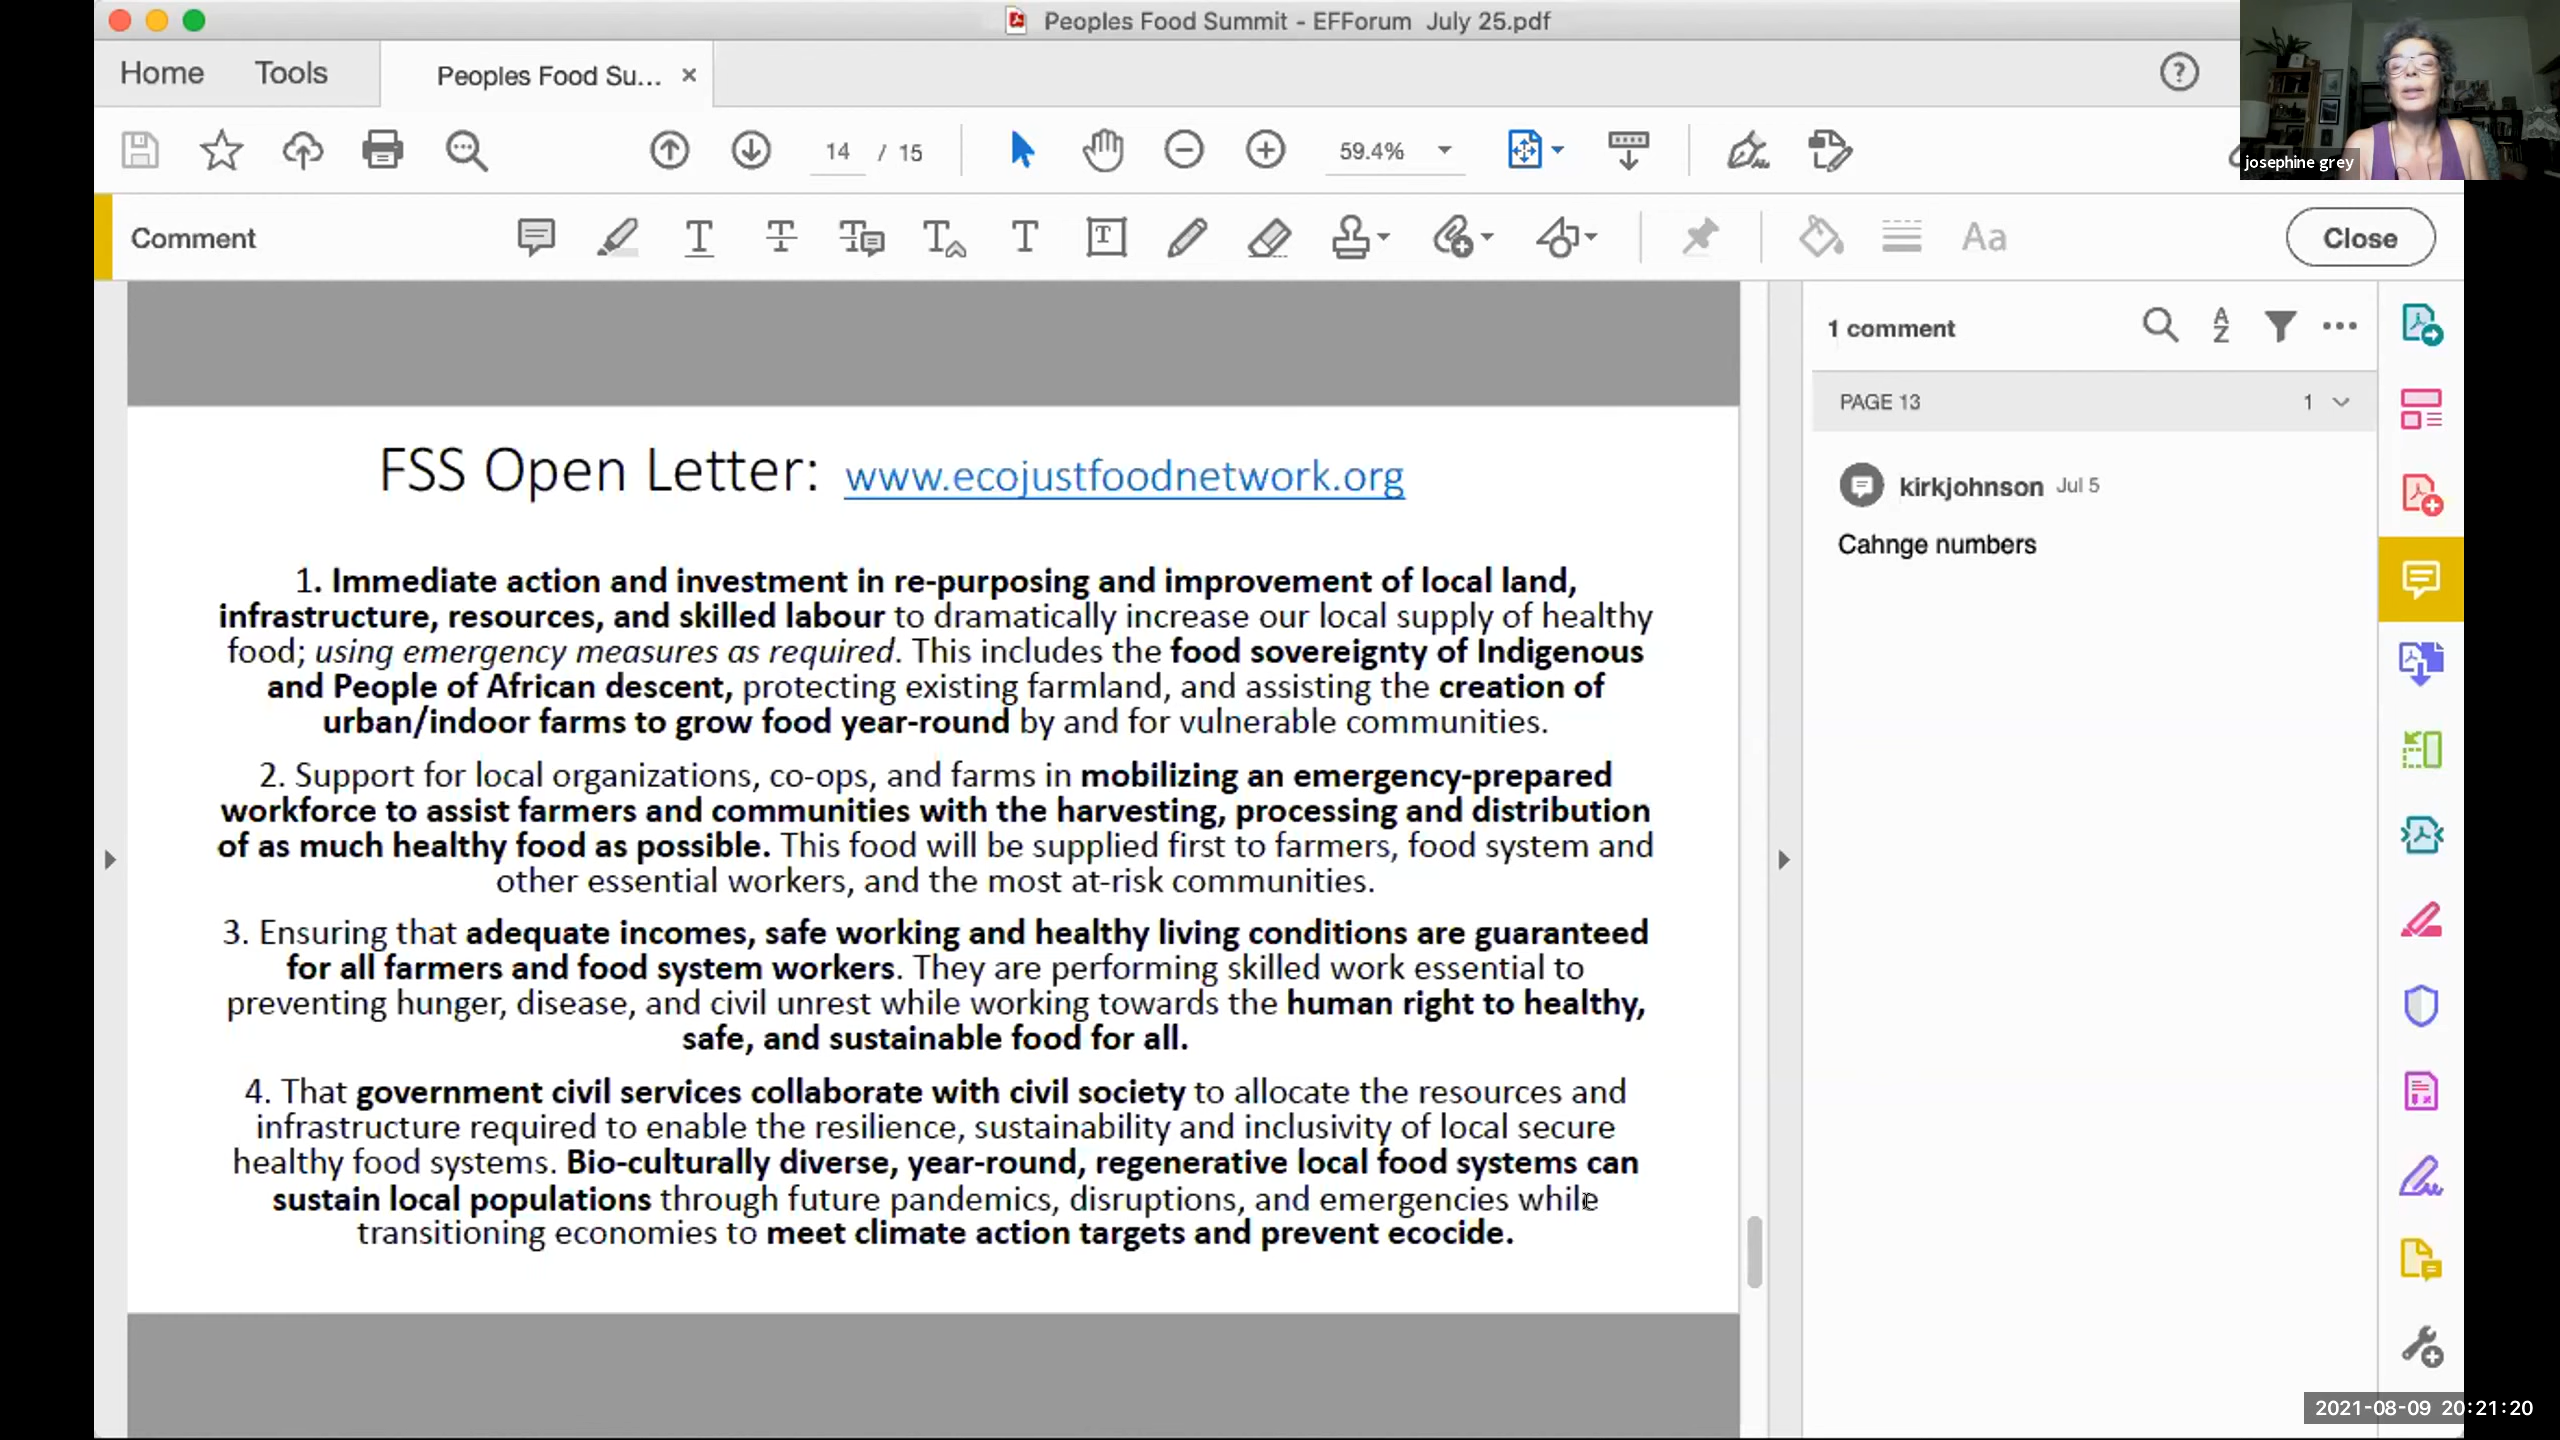 Peoples Food Summit - EFForum July 25.pdf
Home
Tools
Peoples Food Su...
josephine grey
14 / 15
59.4%
Comment
Close
1 comment
PAGE 13
1
kirkjohnson Jul 5
Cahnge numbers
FSS Open Letter: www.ecojustfoodnetwork.org
1. Immediate action and investment in re-purposing and improvement of local land,
infrastructure, resources, and skilled labour to dramatically increase our local supply of healthy
food; using emergency measures as required. This includes the food sovereignty of Indigenous
and People of African descent, protecting existing farmland, and assisting the creation of
urban/indoor farms to grow food year-round by and for vulnerable communities.
2. Support for local organizations, co-ops, and farms in mobilizing an emergency-prepared
workforce to assist farmers and communities with the harvesting, processing and distribution
of as much healthy food as possible. This food will be supplied first to farmers, food system and
other essential workers, and the most at-risk communities.
3. Ensuring that adequate incomes, safe working and healthy living conditions are guaranteed
for all farmers and food system workers. They are performing skilled work essential to
preventing hunger, disease, and civil unrest while working towards the human right to healthy,
safe, and sustainable food for all.
4. That government civil services collaborate with civil society to allocate the resources and
infrastructure required to enable the resilience, sustainability and inclusivity of local secure
healthy food systems. Bio-culturally diverse, year-round, regenerative local food systems can
sustain local populations through future pandemics, disruptions, and emergencies while
transitioning economies to meet climate action targets and prevent ecocide.
2021-08-09 20:21:20